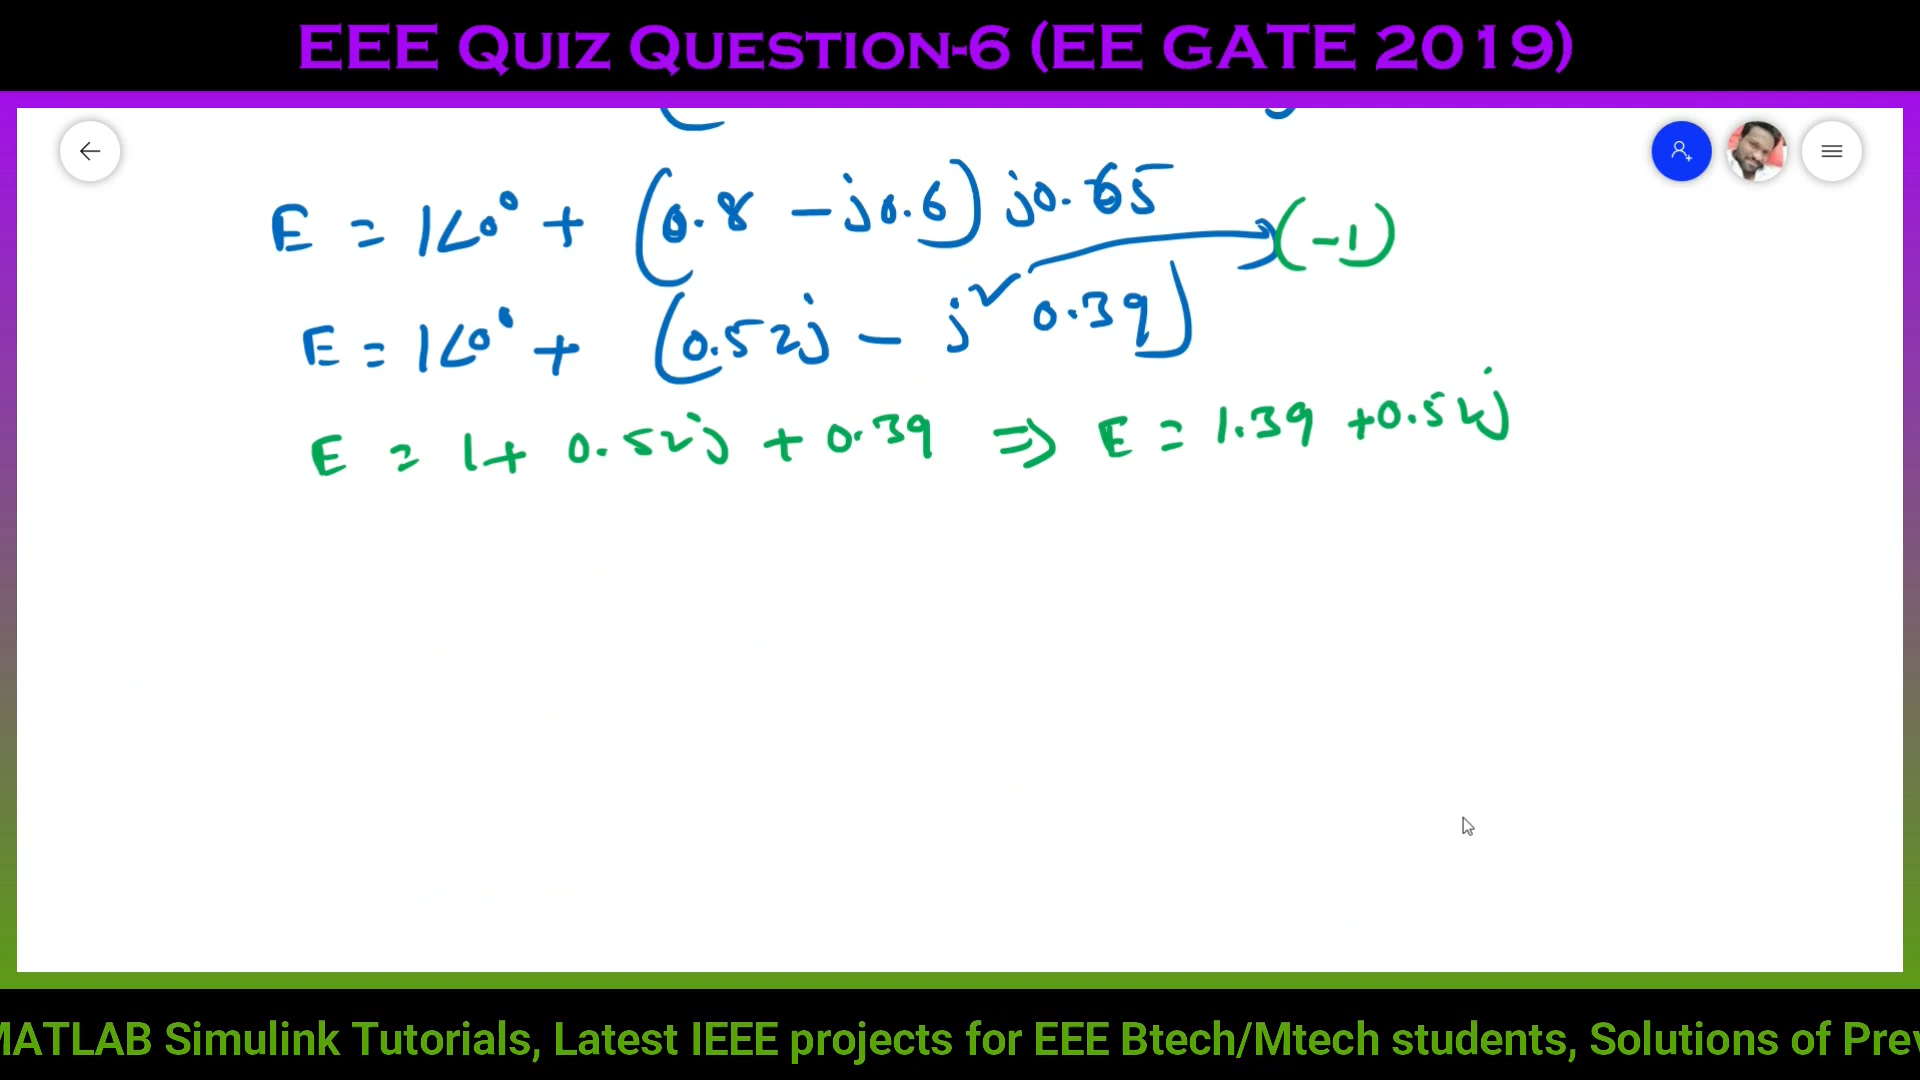 EEE QUIZ QUESTION-6 (EE GATE 2019)
E = 1∠0° + (0.8 - j0.6) j0.65
(-1)
E = 1∠0° + (0.52j - j² 0.39)
E = 1 + 0.52j + 0.39 ⇒ E = 1.39 + 0.52j
MATLAB Simulink Tutorials, Latest IEEE projects for EEE Btech/Mtech students, Solutions of Prev